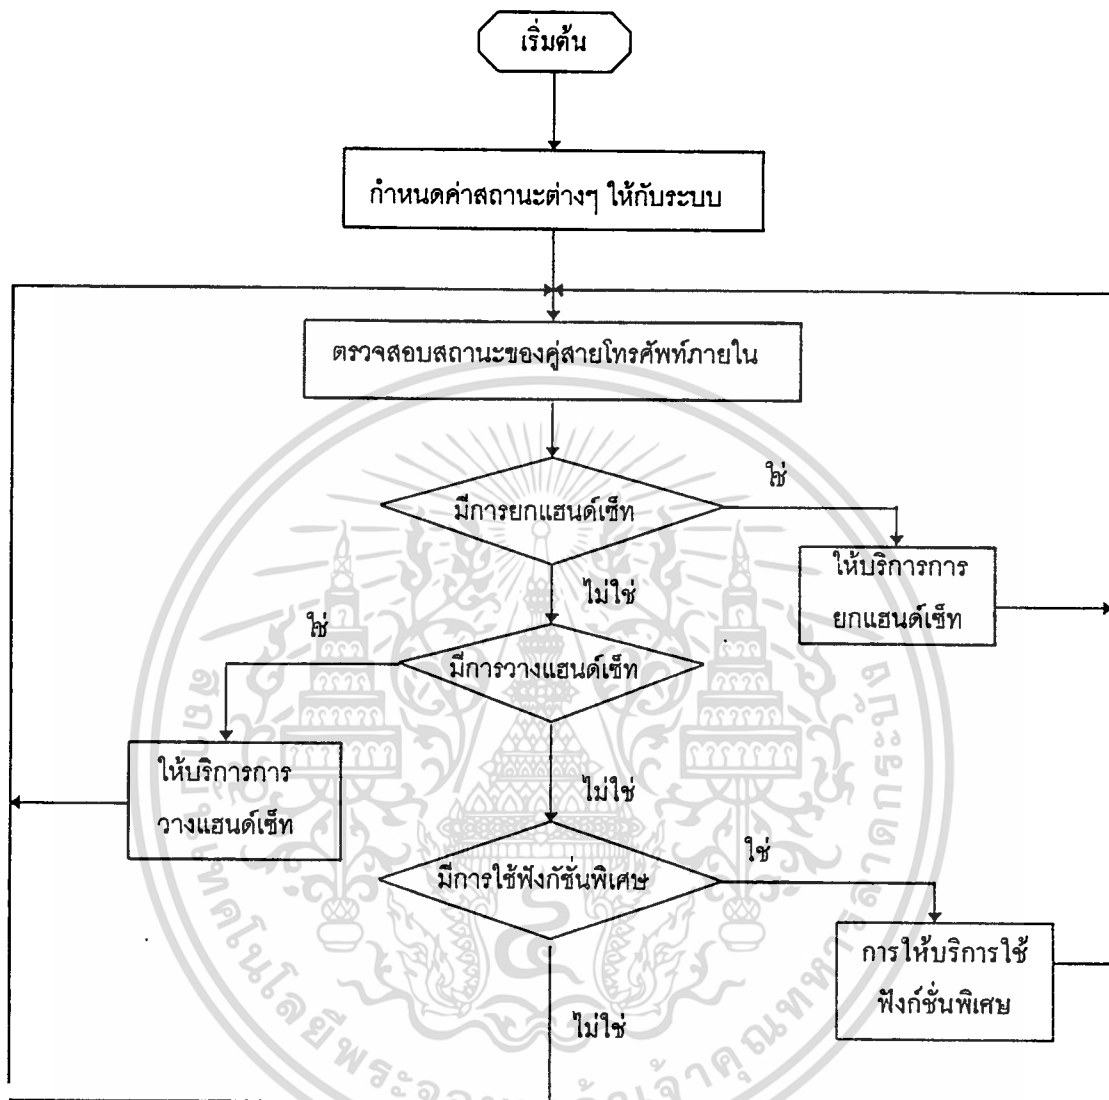 เริ่มต้น
กำหนดค่าสถานะต่างๆ ให้กับระบบ
ตรวจสอบสถานะของคู่สายโทรศัพท์ภายใน
มีการยกแฮนด์เซ็ท
ใช่
ให้บริการการ
ยกแฮนด์เซ็ท
ไม่ใช่
ใช่
มีการวางแฮนด์เซ็ท
ให้บริการการ
วางแฮนด์เซ็ท
ไม่ใช่
มีการใช้ฟังก์ชั่นพิเศษ
ใช่
การให้บริการใช้
ฟังก์ชั่นพิเศษ
ไม่ใช่